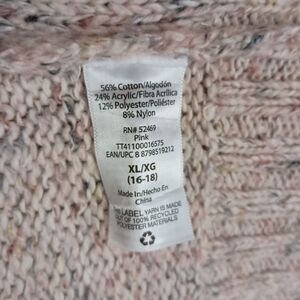 56% Cotton/Algodón
24% Acrylic/Fibra Acrílica
12% Polyester/Poliéster
8% Nylon
RN# 52469
Pink
TT41100016575
EAN/UPC 8 8798519212
XL/XG
(16-18)
Made In/Hecho En
China
LABEL YARN IS MADE
OUT OF 100% RECYCLED
POLYESTER MATERIALS